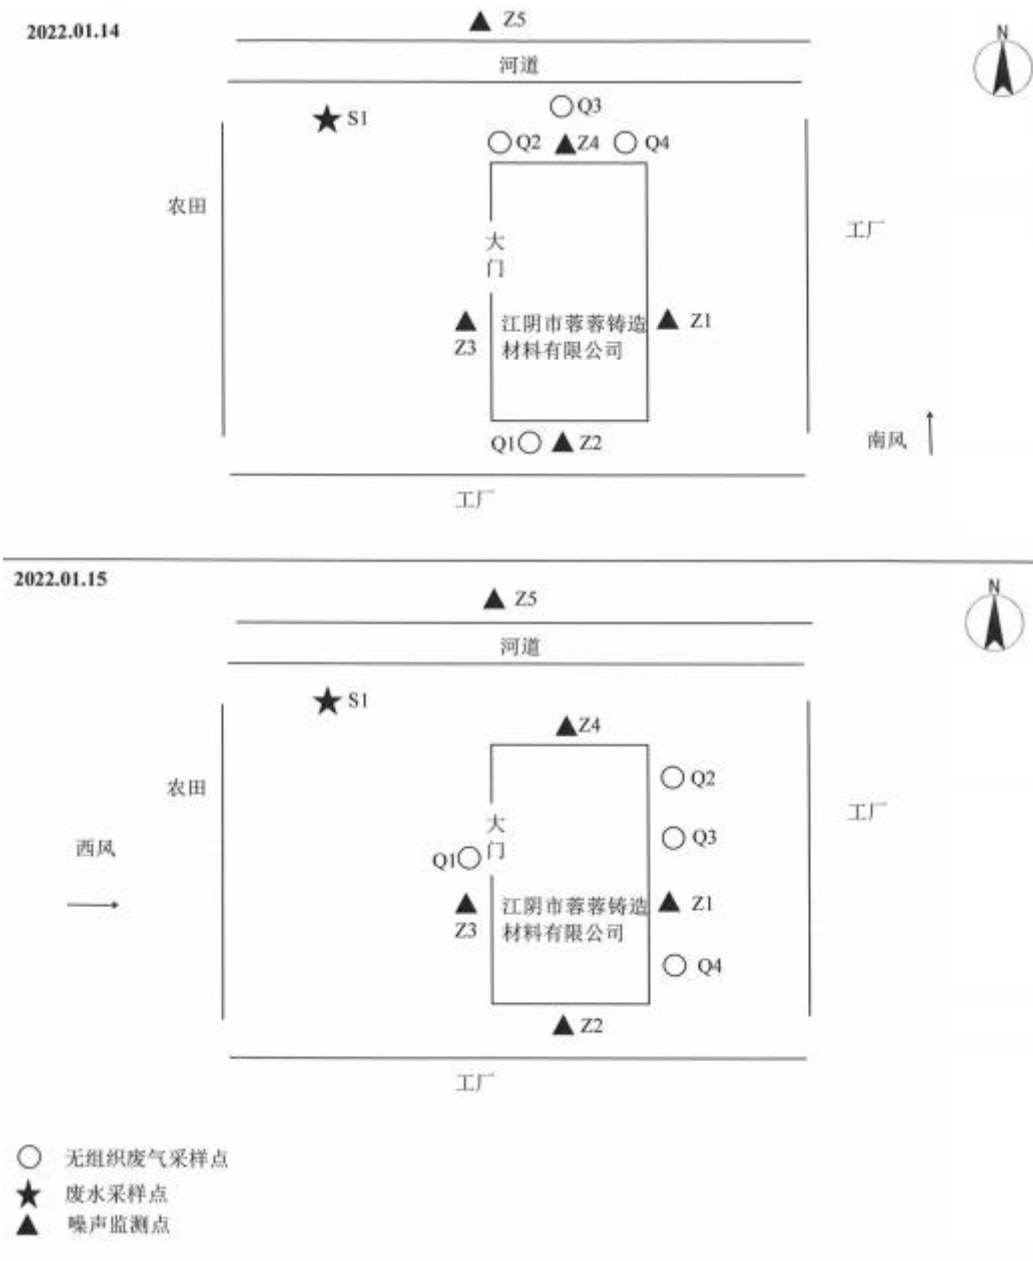 2022.01.14
Z5
N
河道
Q3
S1
Q2
Z4
Q4
农田
工厂
大
门
江阴市蓉蓉铸造
材料有限公司
Z1
Z3
南风
Q1
Z2
工厂
2022.01.15
Z5
N
河道
S1
Z4
农田
Q2
工厂
大
门
Q3
西风
Q1
江阴市蓉蓉铸造
材料有限公司
Z1
Z3
Q4
Z2
工厂
无组织废气采样点
废水采样点
噪声监测点